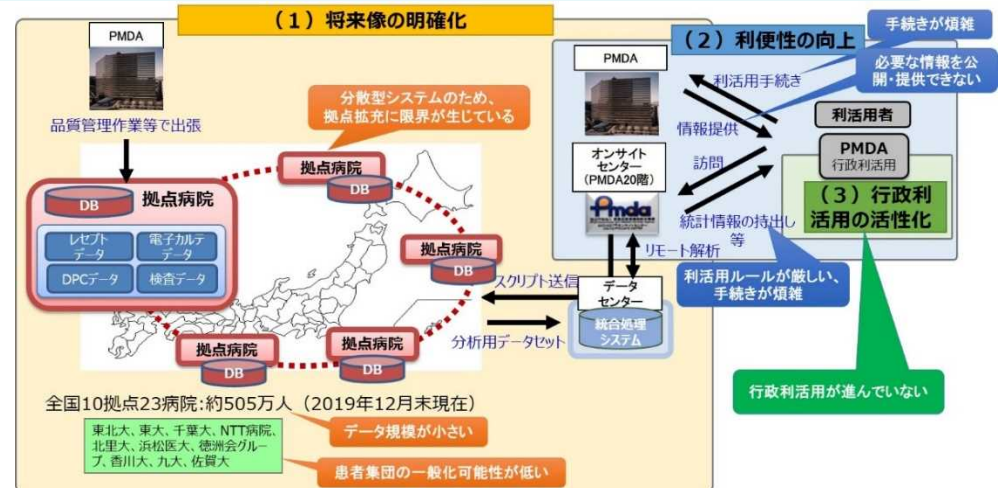 （１）将来像の明確化
PMDA
品質管理作業等で出張
分散型システムのため、
拠点拡充に限界が生じている
拠点病院
DB
DB
拠点病院
レセプト
データ
電子カルテ
データ
DPCデータ
検査データ
拠点病院
DB
拠点病院
DB
拠点病院
DB
スクリプト送信
分析用データセット
全国10拠点23病院:約505万人（2019年12月末現在）
東北大、東大、千葉大、NTT病院、
北里大、浜松医大、徳洲会グルー
プ、香川大、九大、佐賀大
データ規模が小さい
患者集団の一般化可能性が低い
（２）利便性の向上
手続きが煩雑
必要な情報を公
開・提供できない
PMDA
利活用手続き
情報提供
オンサイト
センター
(PMDA20階)
Pmda
訪問
統計情報の持出し
等
リモート解析
データ
センター
統合処理
システム
利活用者
PMDA
行政利活用
（３）行政利
活用の活性化
利活用ルールが厳しい、
手続きが煩雑
行政利活用が進んでいない